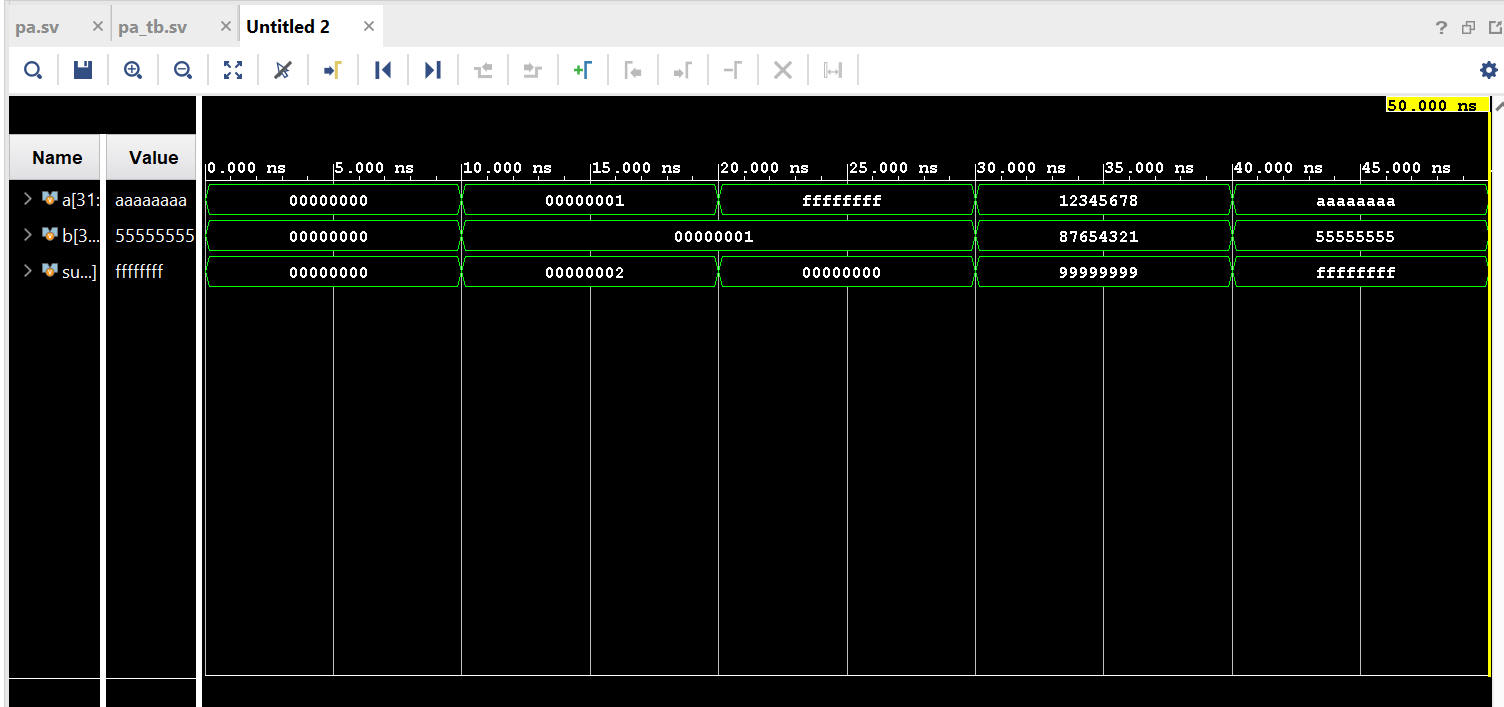 pa.sv × pa_tb.sv × Untitled 2 × ?
50.000 ns
Name Value 0.000 ns 5.000 ns 10.000 ns 15.000 ns 20.000 ns 25.000 ns 30.000 ns 35.000 ns 40.000 ns 45.000 ns
a[31: aaaaaaaa 00000000 00000001 ffffffff 12345678 aaaaaaaa
b[3... 55555555 00000000 00000001 87654321 55555555
su...] ffffffff 00000000 00000002 00000000 99999999 ffffffff